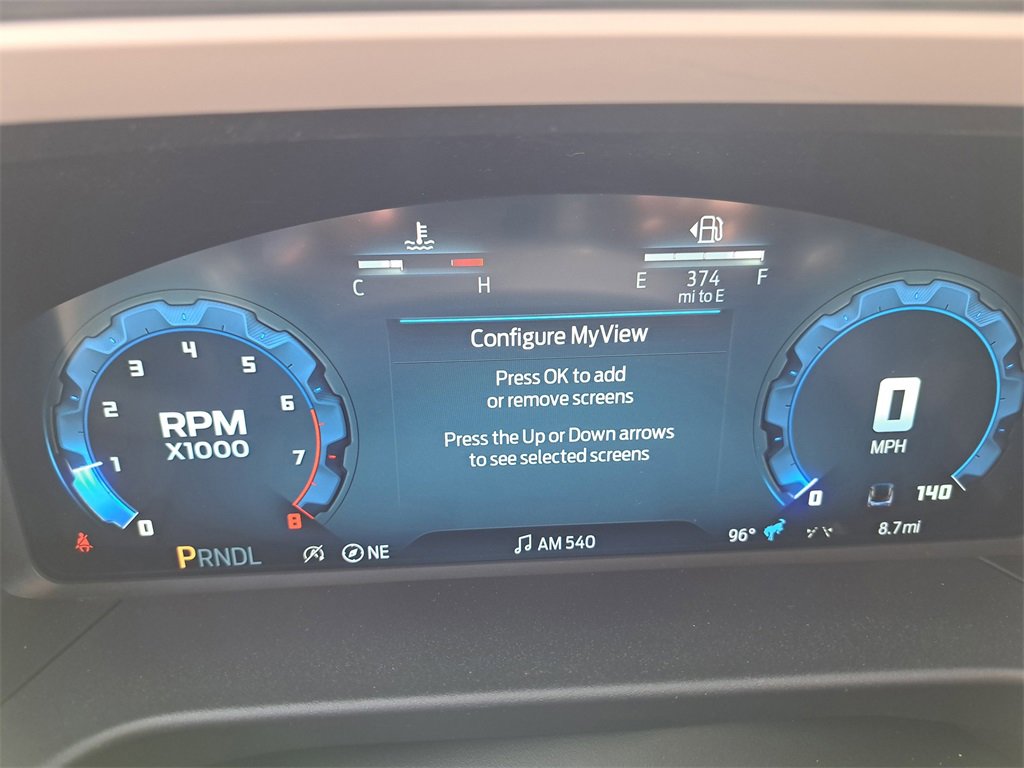 C H
E 374 F
mi to E
Configure MyView
Press OK to add
or remove screens
Press the Up or Down arrows
to see selected screens
0 1 2 3 4 5 6 7 8
RPM
X1000
0
MPH
0 140
PRNDL
NE
AM 540
96°
8.7 mi